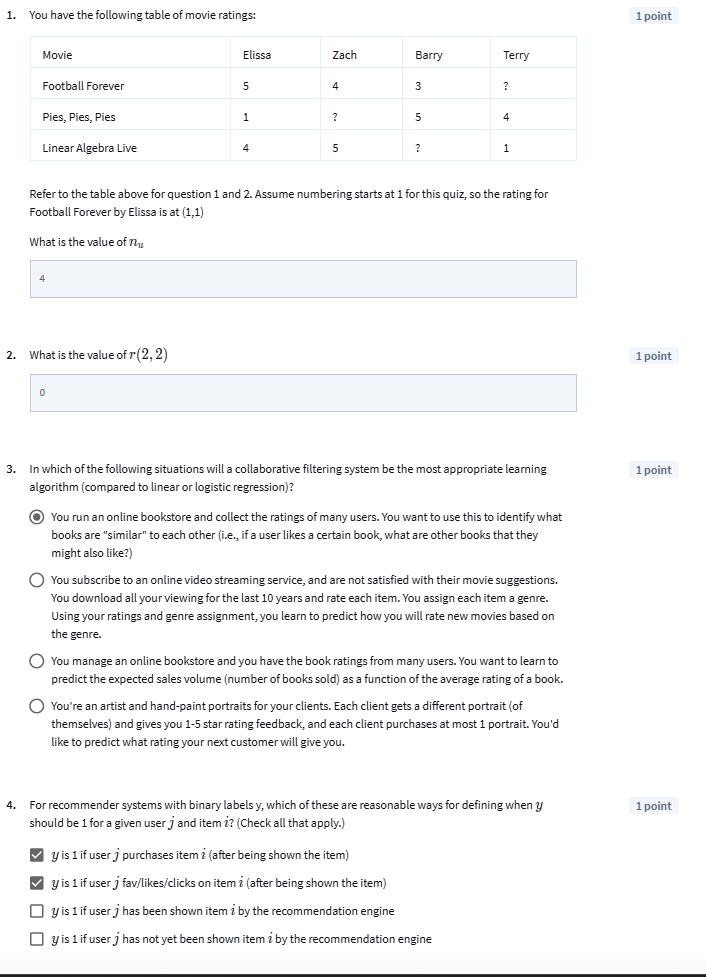 1. You have the following table of movie ratings: 1 point
Movie Elissa Zach Barry Terry
Football Forever 5 4 3 ?
Pies, Pies, Pies 1 ? 5 4
Linear Algebra Live 4 5 ? 1
Refer to the table above for question 1 and 2. Assume numbering starts at 1 for this quiz, so the rating for
Football Forever by Elissa is at (1,1)
What is the value of nᵤ
4
2. What is the value of r(2, 2) 1 point
0
3. In which of the following situations will a collaborative filtering system be the most appropriate learning 1 point
algorithm (compared to linear or logistic regression)?
You run an online bookstore and collect the ratings of many users. You want to use this to identify what
books are "similar" to each other (i.e., if a user likes a certain book, what are other books that they
might also like?)
You subscribe to an online video streaming service, and are not satisfied with their movie suggestions.
You download all your viewing for the last 10 years and rate each item. You assign each item a genre.
Using your ratings and genre assignment, you learn to predict how you will rate new movies based on
the genre.
You manage an online bookstore and you have the book ratings from many users. You want to learn to
predict the expected sales volume (number of books sold) as a function of the average rating of a book.
You're an artist and hand-paint portraits for your clients. Each client gets a different portrait (of
themselves) and gives you 1-5 star rating feedback, and each client purchases at most 1 portrait. You'd
like to predict what rating your next customer will give you.
4. For recommender systems with binary labels y, which of these are reasonable ways for defining when y 1 point
should be 1 for a given user j and item i? (Check all that apply.)
y is 1 if user j purchases item i (after being shown the item)
y is 1 if user j fav/likes/clicks on item i (after being shown the item)
y is 1 if user j has been shown item i by the recommendation engine
y is 1 if user j has not yet been shown item i by the recommendation engine